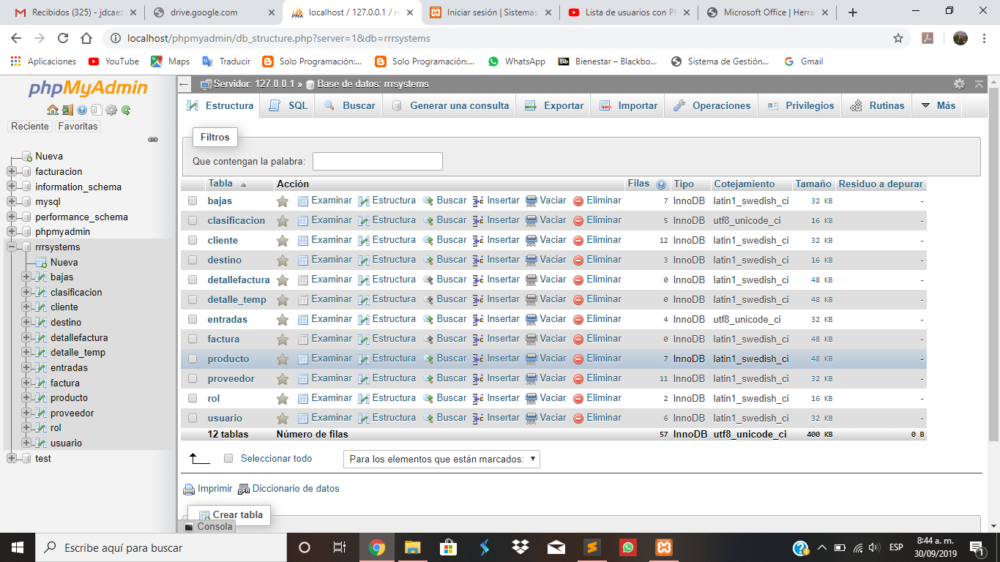 Recibidos (325) - jdcaez
drive.google.com
localhost / 127.0.0.1 / rr
Iniciar sesión | Sistemas
Lista de usuarios con PH
Microsoft Office | Herra
localhost/phpmyadmin/db_structure.php?server=1&db=rrrsystems
Aplicaciones YouTube Maps Traducir Solo Programación:... Solo Programación:... WhatsApp Bb Bienestar – Blackbo... Sistema de Gestión... Gmail
phpMyAdmin
Reciente Favoritas
Nueva
facturacion
information_schema
mysql
performance_schema
phpmyadmin
rrrsystems
Nueva
bajas
clasificacion
cliente
destino
detallefactura
detalle_temp
entradas
factura
producto
proveedor
rol
usuario
test
Servidor: 127.0.0.1 » Base de datos: rrrsystems
Estructura SQL Buscar Generar una consulta Exportar Importar Operaciones Privilegios Rutinas Más
Filtros
Que contengan la palabra:
Tabla Acción Filas Tipo Cotejamiento Tamaño Residuo a depurar
bajas Examinar Estructura Buscar Insertar Vaciar Eliminar 7 InnoDB latin1_swedish_ci 32 KB -
clasificacion Examinar Estructura Buscar Insertar Vaciar Eliminar 5 InnoDB utf8_unicode_ci 16 KB -
cliente Examinar Estructura Buscar Insertar Vaciar Eliminar 12 InnoDB latin1_swedish_ci 32 KB -
destino Examinar Estructura Buscar Insertar Vaciar Eliminar 3 InnoDB latin1_swedish_ci 16 KB -
detallefactura Examinar Estructura Buscar Insertar Vaciar Eliminar 0 InnoDB latin1_swedish_ci 48 KB -
detalle_temp Examinar Estructura Buscar Insertar Vaciar Eliminar 0 InnoDB latin1_swedish_ci 48 KB -
entradas Examinar Estructura Buscar Insertar Vaciar Eliminar 4 InnoDB utf8_unicode_ci 32 KB -
factura Examinar Estructura Buscar Insertar Vaciar Eliminar 0 InnoDB latin1_swedish_ci 48 KB -
producto Examinar Estructura Buscar Insertar Vaciar Eliminar 7 InnoDB latin1_swedish_ci 48 KB -
proveedor Examinar Estructura Buscar Insertar Vaciar Eliminar 11 InnoDB latin1_swedish_ci 32 KB -
rol Examinar Estructura Buscar Insertar Vaciar Eliminar 2 InnoDB latin1_swedish_ci 16 KB -
usuario Examinar Estructura Buscar Insertar Vaciar Eliminar 6 InnoDB latin1_swedish_ci 32 KB -
12 tablas Número de filas 57 InnoDB utf8_unicode_ci 400 KB 0 B
Seleccionar todo Para los elementos que están marcados:
Imprimir Diccionario de datos
Crear tabla
Consola
Escribe aquí para buscar
ESP
8:44 a. m.
30/09/2019
1